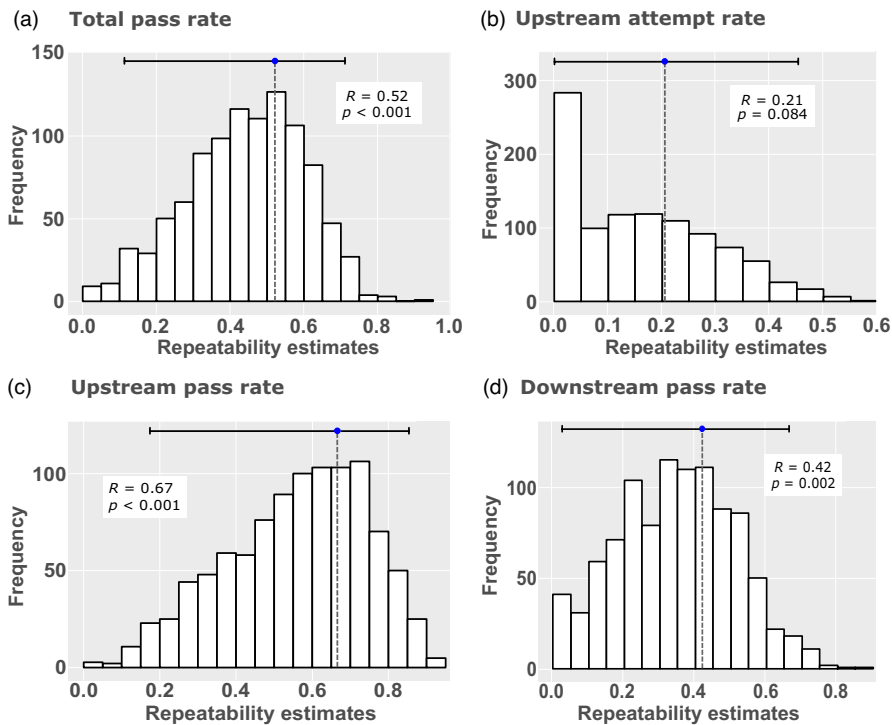 (a) Total pass rate
150
100
50
0
Frequency
R = 0.52
p < 0.001
0.0 0.2 0.4 0.6 0.8 1.0
Repeatability estimates
(b) Upstream attempt rate
300
200
100
0
Frequency
R = 0.21
p = 0.084
0.0 0.1 0.2 0.3 0.4 0.5 0.6
Repeatability estimates
(c) Upstream pass rate
100
50
0
Frequency
R = 0.67
p < 0.001
0.0 0.2 0.4 0.6 0.8
Repeatability estimates
(d) Downstream pass rate
100
50
0
Frequency
R = 0.42
p = 0.002
0.2 0.4 0.6 0.8
Repeatability estimates